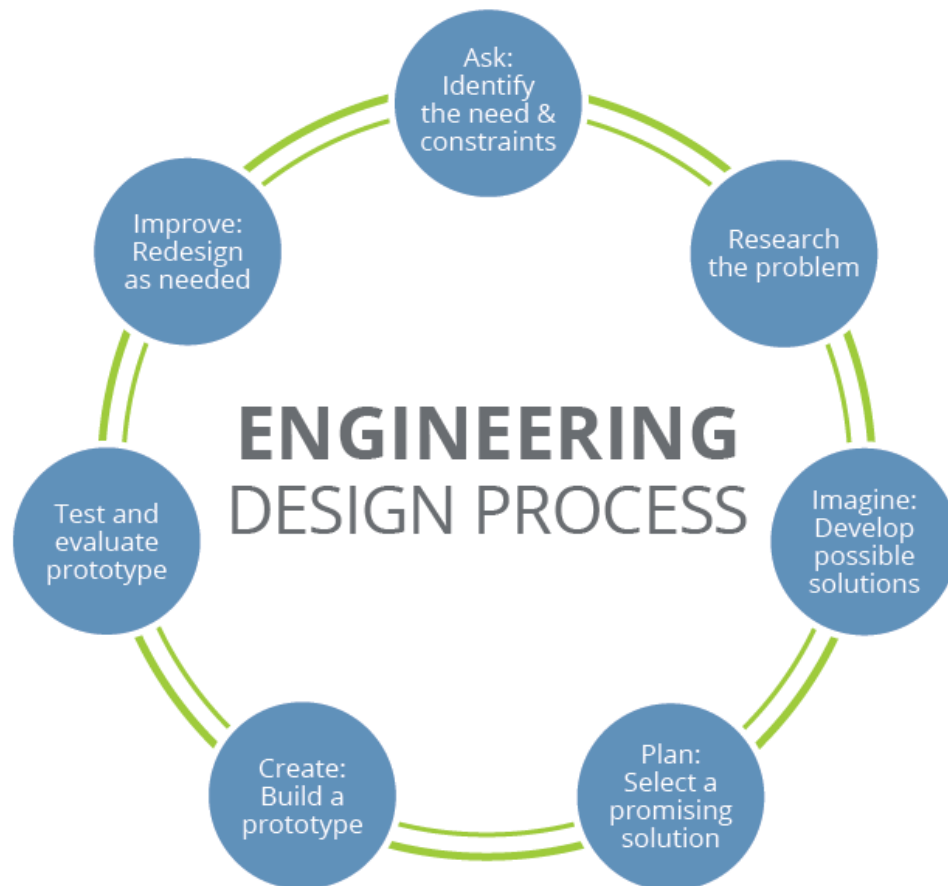 Ask:
Identify
the need &
constraints
Research
the problem
Imagine:
Develop
possible
solutions
Plan:
Select a
promising
solution
Create:
Build a
prototype
Test and
evaluate
prototype
Improve:
Redesign
as needed
ENGINEERING
DESIGN PROCESS